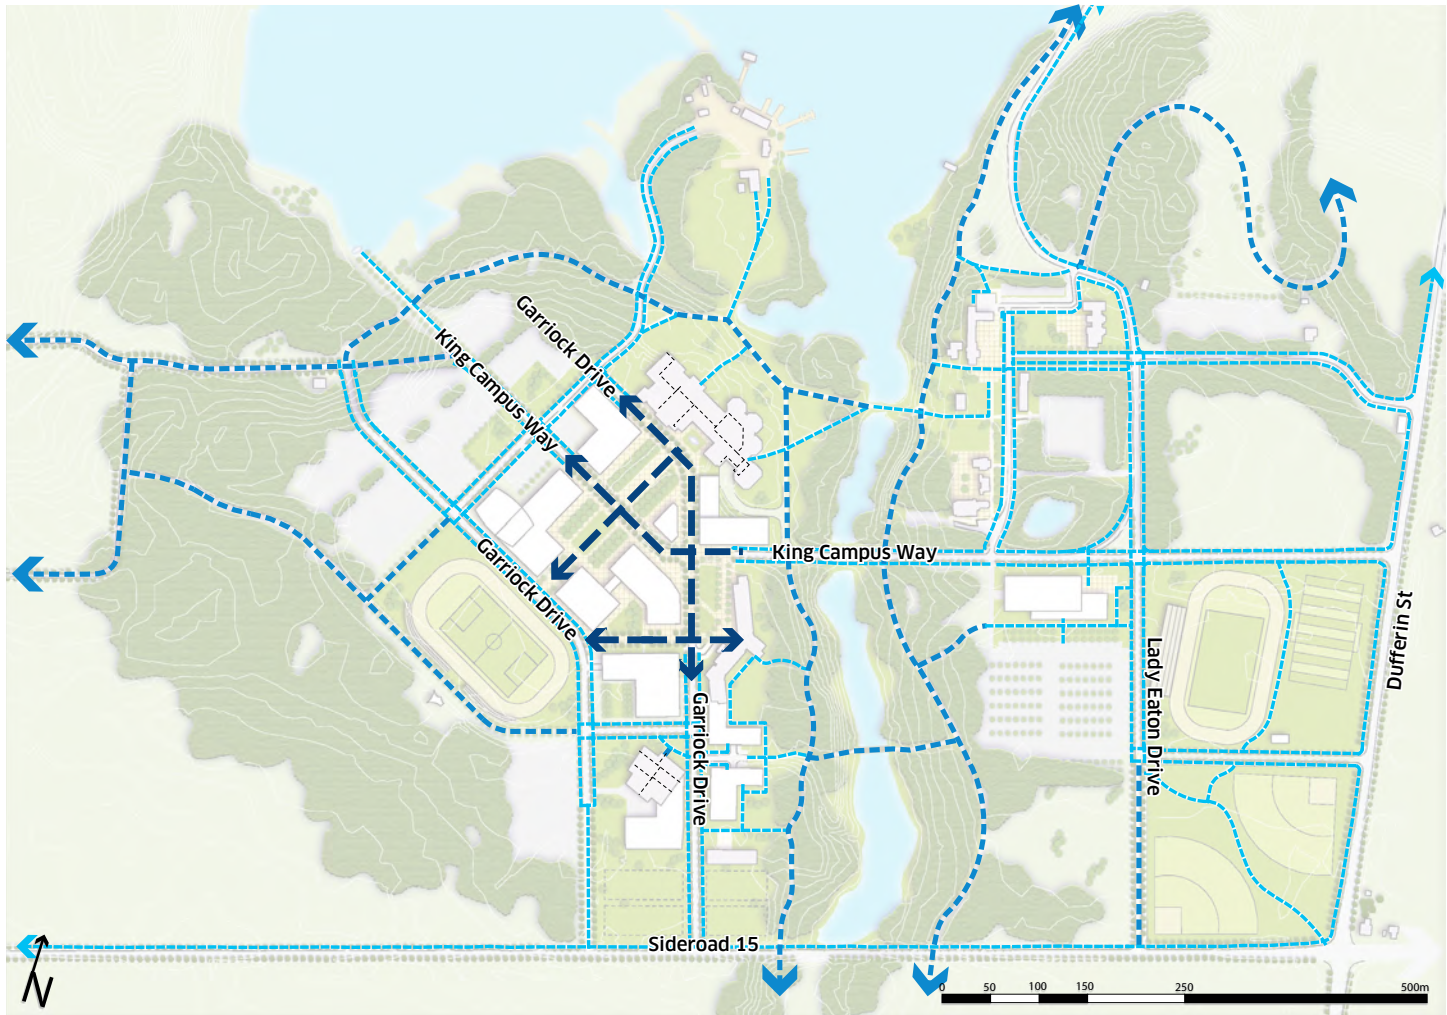 Garriock Drive
King Campus Way
Garriock Drive
King Campus Way
Dufferin St
Lady Eaton Drive
Garriock Drive
Sideroad 15
N
0 50 100 150 250 500m